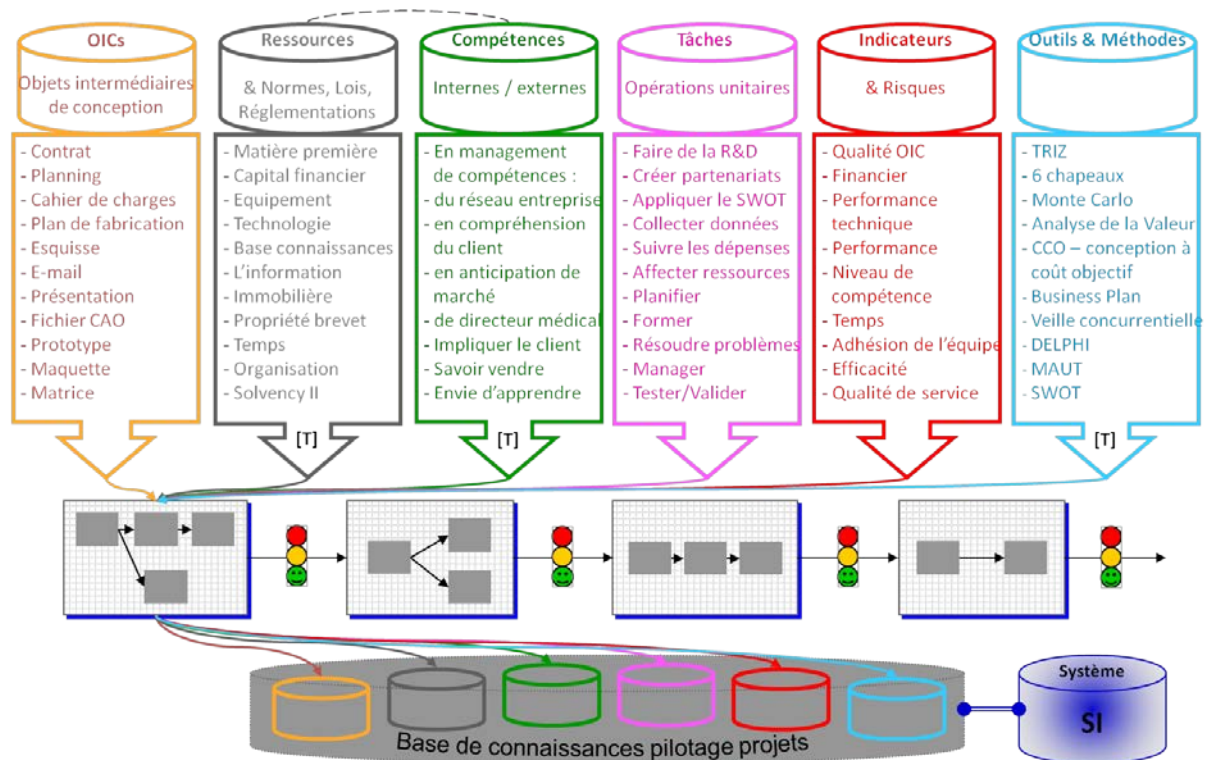 OICs
Objets intermédiaires
de conception
- Contrat
- Planning
- Cahier de charges
- Plan de fabrication
- Esquisse
- E-mail
- Présentation
- Fichier CAO
- Prototype
- Maquette
- Matrice
Ressources
& Normes, Lois,
Réglementations
- Matière première
- Capital financier
- Equipement
- Technologie
- Base connaissances
- L'information
- Immobilière
- Propriété brevet
- Temps
- Organisation
- Solvency II
[T]
Compétences
Internes / externes
- En management
de compétences :
- du réseau entreprise
- en compréhension
du client
- en anticipation de
marché
- de directeur médical
- Impliquer le client
- Savoir vendre
- Envie d'apprendre
[T]
Tâches
Opérations unitaires
- Faire de la R&D
- Créer partenariats
- Appliquer le SWOT
- Collecter données
- Suivre les dépenses
- Affecter ressources
- Planifier
- Former
- Résoudre problèmes
- Manager
- Tester/Valider
Indicateurs
& Risques
- Qualité OIC
- Financier
- Performance
technique
- Performance
- Niveau de
compétence
- Temps
- Adhésion de l'équipe
- Efficacité
- Qualité de service
Outils & Méthodes
- TRIZ
- 6 chapeaux
- Monte Carlo
- Analyse de la Valeur
- CCO – conception à
coût objectif
- Business Plan
- Veille concurrentielle
- DELPHI
- MAUT
- SWOT
[T]
Base de connaissances pilotage projets
Système
SI